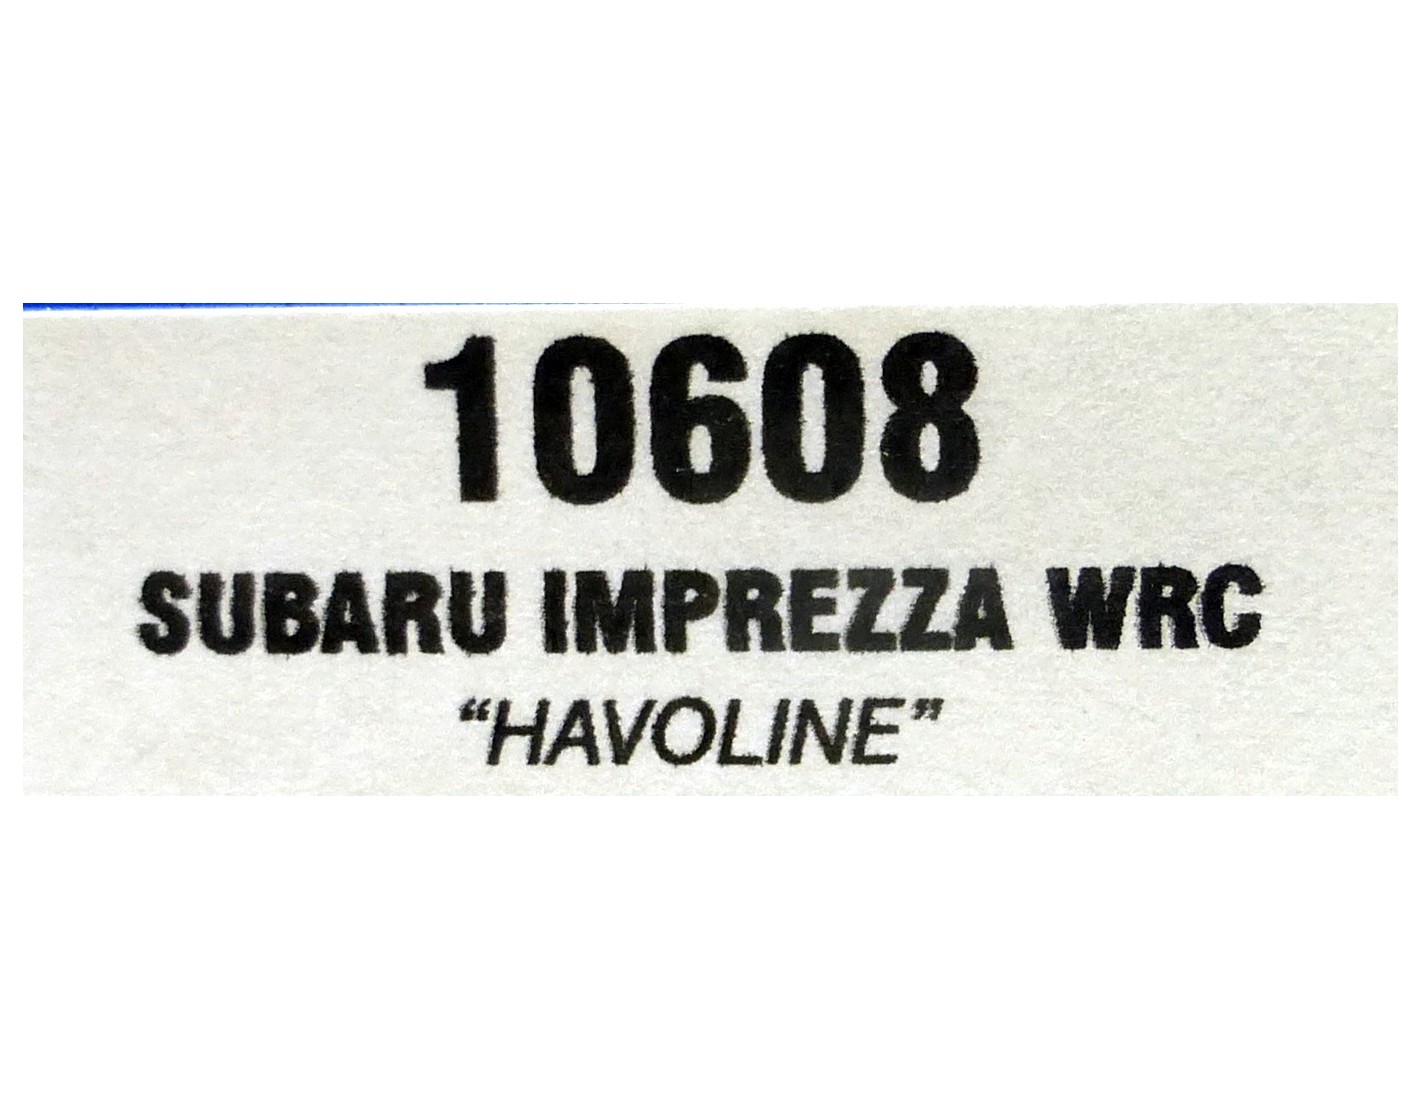 10608
SUBARU IMPREZZA WRC
“HAVOLINE”